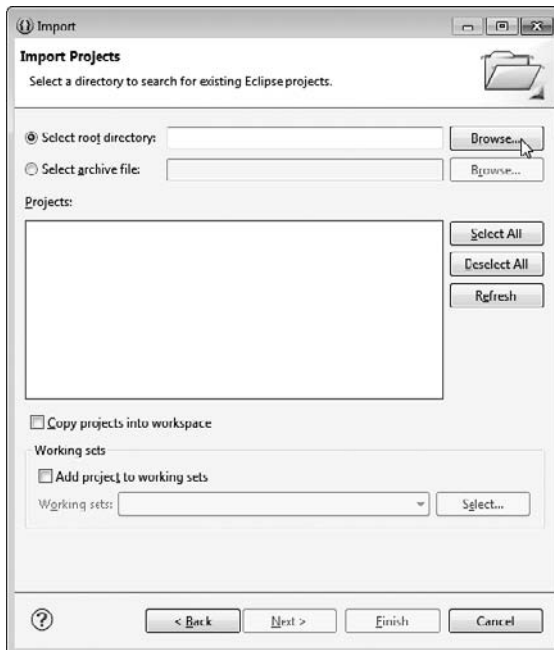 Import
Import Projects
Select a directory to search for existing Eclipse projects.
Select root directory:
Browse...
Select archive file:
Browse...
Projects:
Select All
Deselect All
Refresh
Copy projects into workspace
Working sets
Add project to working sets
Working sets:
Select...
?
< Back
Next >
Finish
Cancel